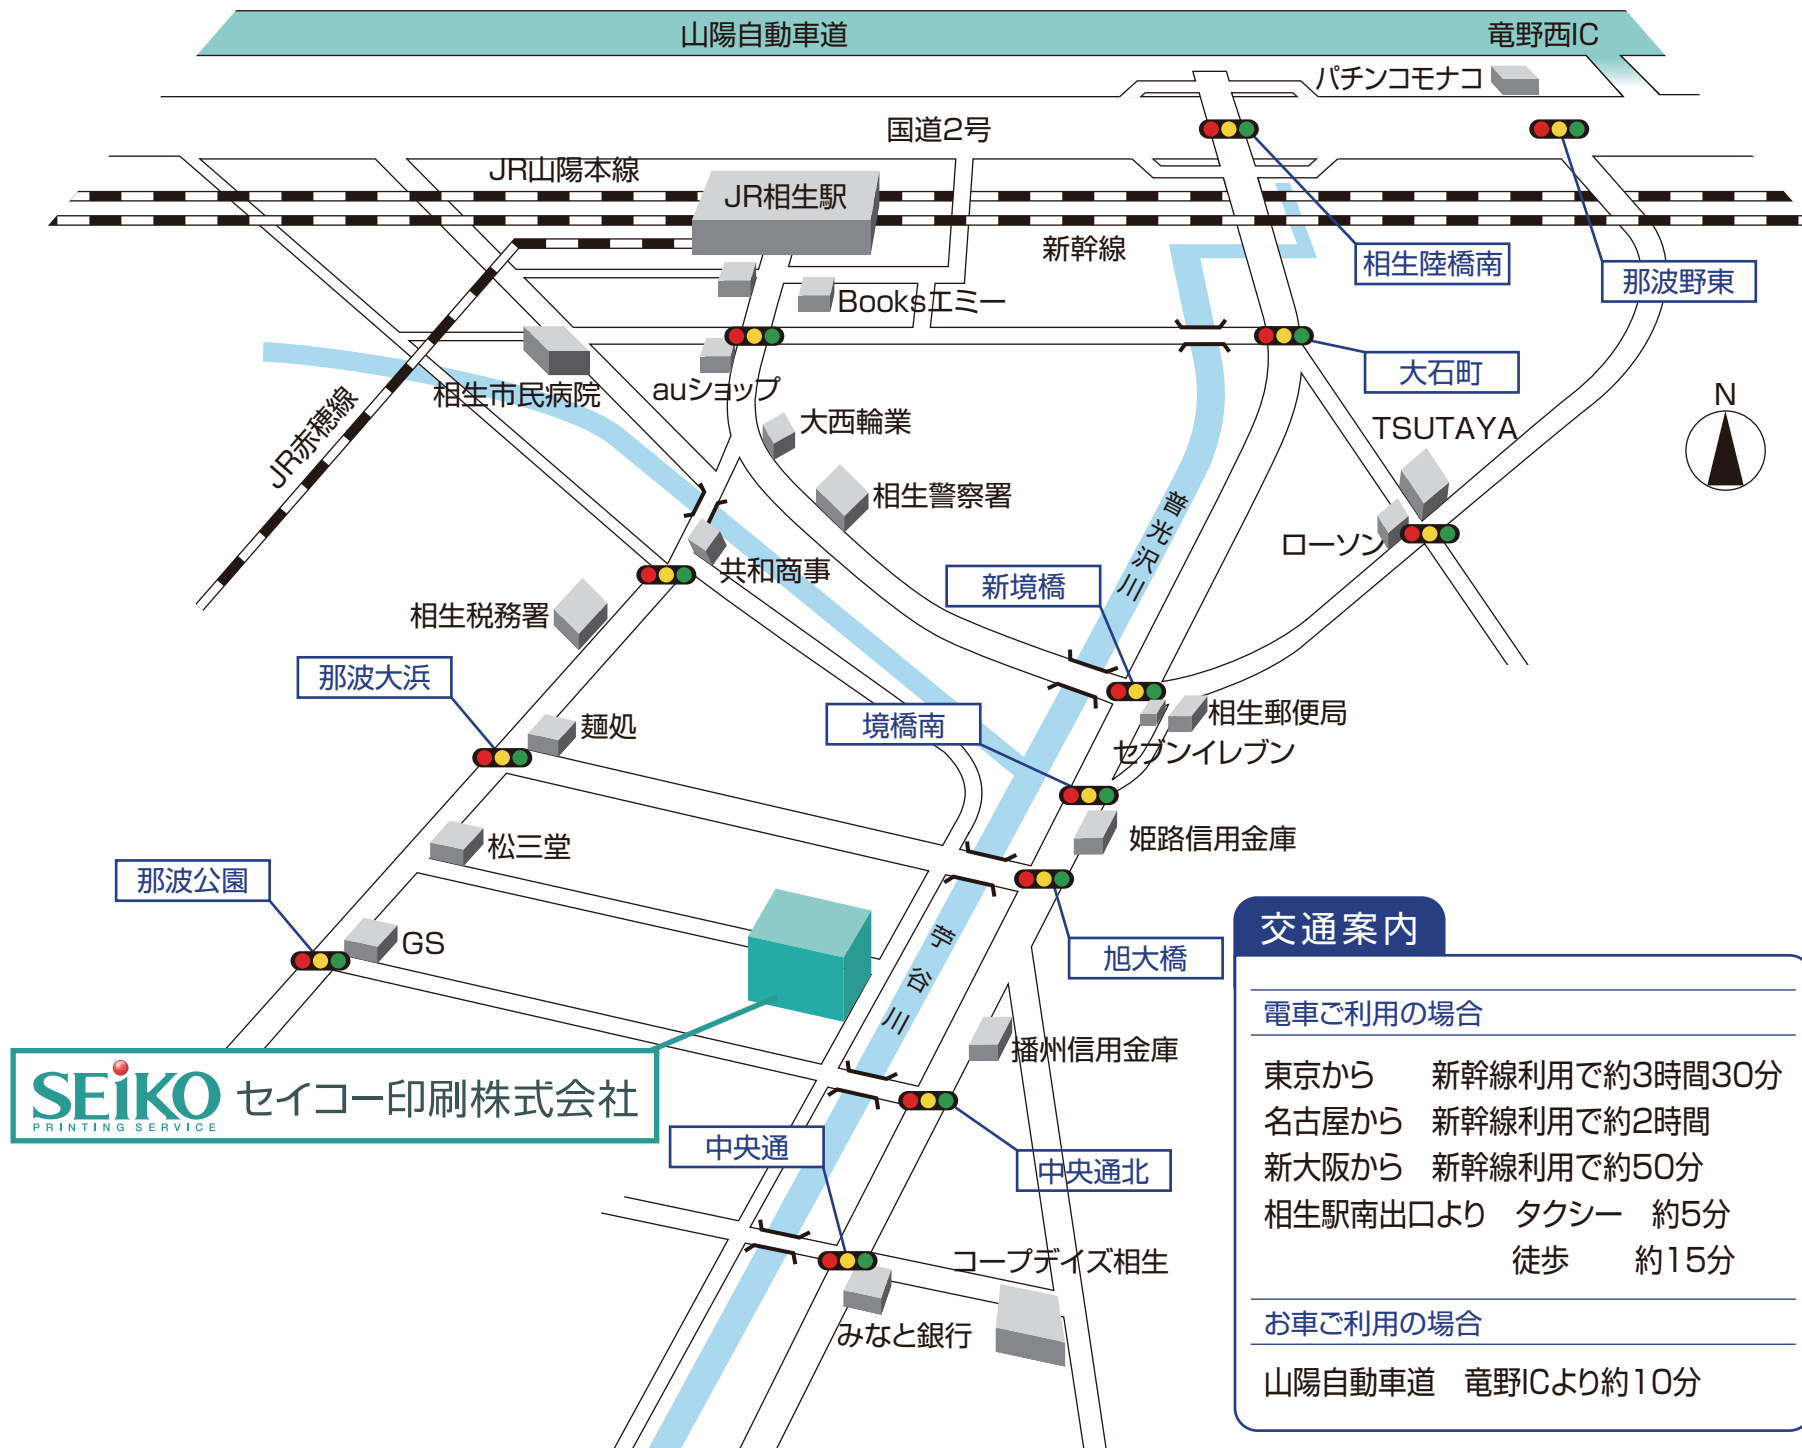 山陽自動車道
竜野西IC
パチンコモナコ
国道2号
JR山陽本線
JR相生駅
新幹線
相生陸橋南
那波野東
Booksエミー
大石町
相生市民病院
auショップ
JR赤穂線
大西輪業
TSUTAYA
N
相生警察署
普光沢川
ローソン
共和商事
新境橋
相生税務署
那波大浜
境橋南
相生郵便局
麺処
セブンイレブン
松三堂
姫路信用金庫
那波公園
GS
苧谷川
旭大橋
播州信用金庫
SEiKO
PRINTING SERVICE
セイコー印刷株式会社
中央通
中央通北
コープデイズ相生
みなと銀行
交通案内
電車ご利用の場合
東京から　新幹線利用で約3時間30分
名古屋から　新幹線利用で約2時間
新大阪から　新幹線利用で約50分
相生駅南出口より　タクシー　約5分
徒歩　約15分
お車ご利用の場合
山陽自動車道　竜野ICより約10分